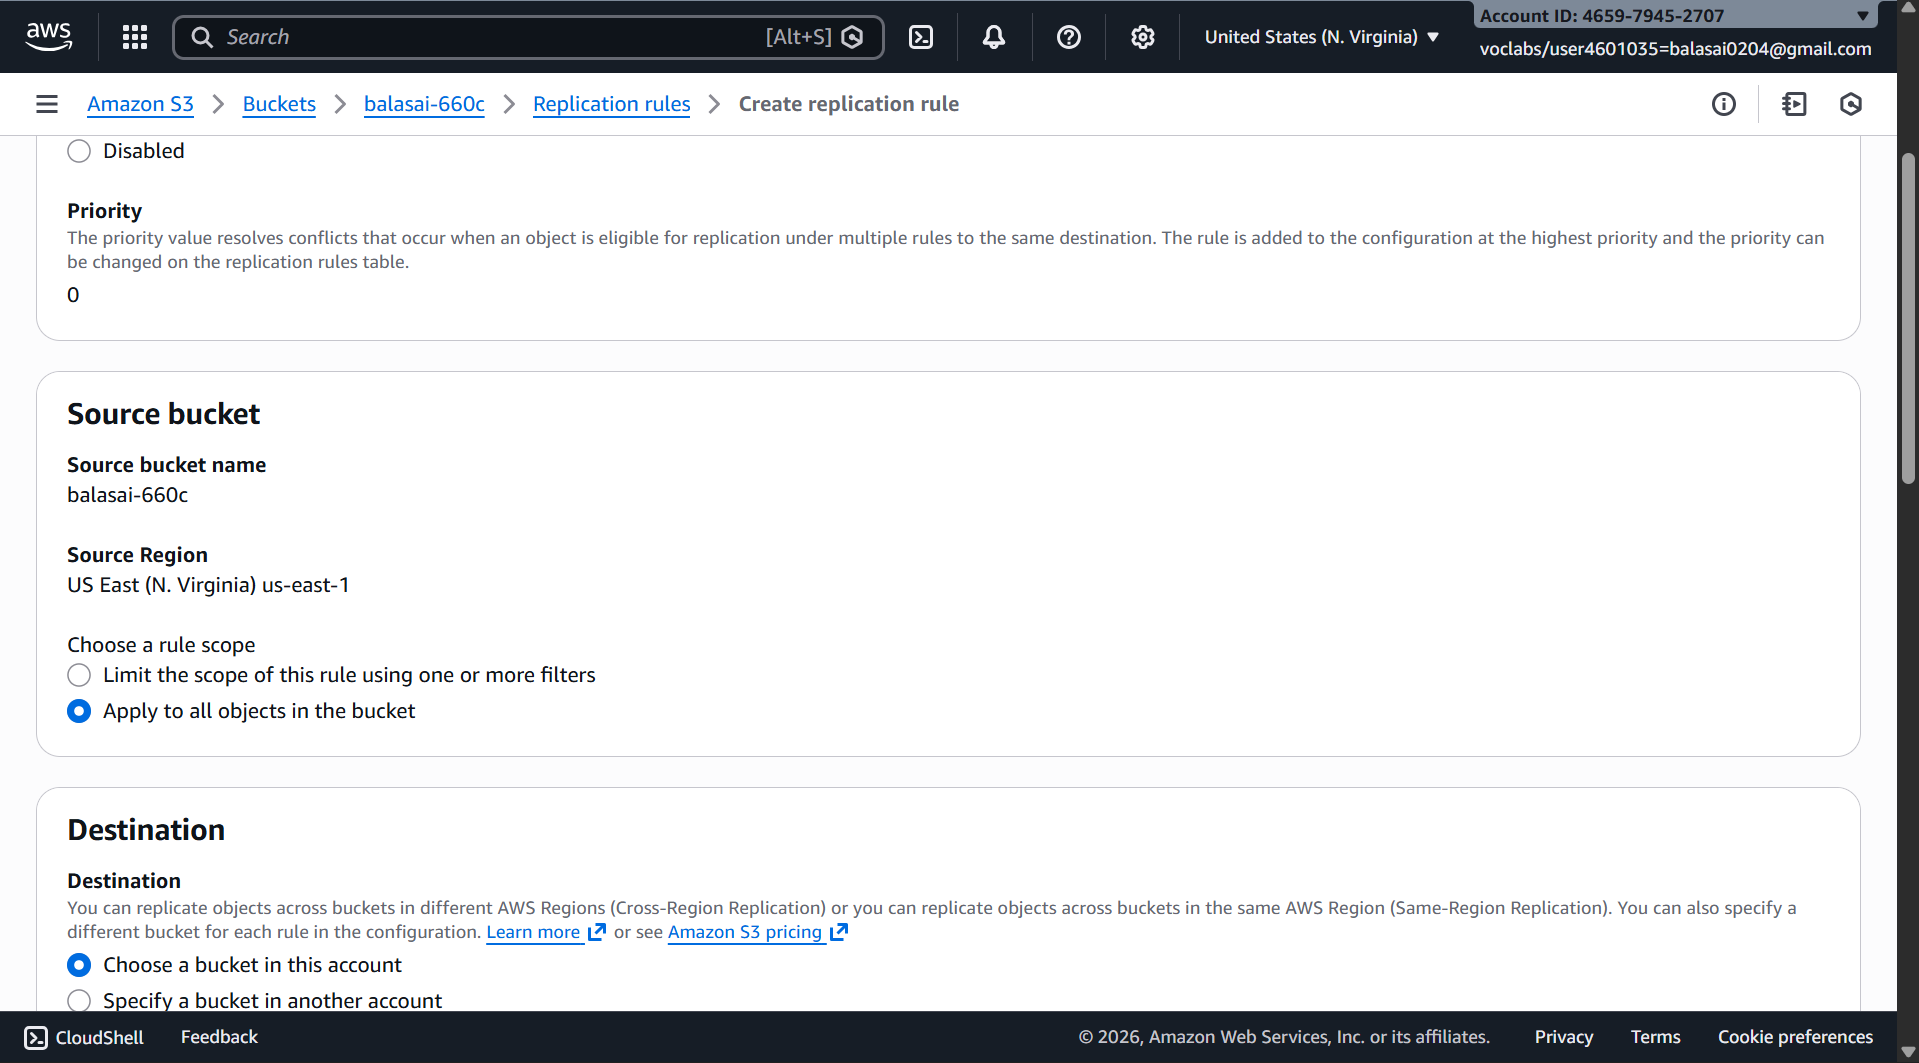 aws
Search [Alt+S]
United States (N. Virginia)
Account ID: 4659-7945-2707
voclabs/user4601035=balasai0204@gmail.com
Amazon S3 > Buckets > balasai-660c > Replication rules > Create replication rule
Disabled
Priority
The priority value resolves conflicts that occur when an object is eligible for replication under multiple rules to the same destination. The rule is added to the configuration at the highest priority and the priority can
be changed on the replication rules table.
0
Source bucket
Source bucket name
balasai-660c
Source Region
US East (N. Virginia) us-east-1
Choose a rule scope
Limit the scope of this rule using one or more filters
Apply to all objects in the bucket
Destination
Destination
You can replicate objects across buckets in different AWS Regions (Cross-Region Replication) or you can replicate objects across buckets in the same AWS Region (Same-Region Replication). You can also specify a
different bucket for each rule in the configuration. Learn more or see Amazon S3 pricing
Choose a bucket in this account
Specify a bucket in another account
CloudShell Feedback © 2026, Amazon Web Services, Inc. or its affiliates. Privacy Terms Cookie preferences